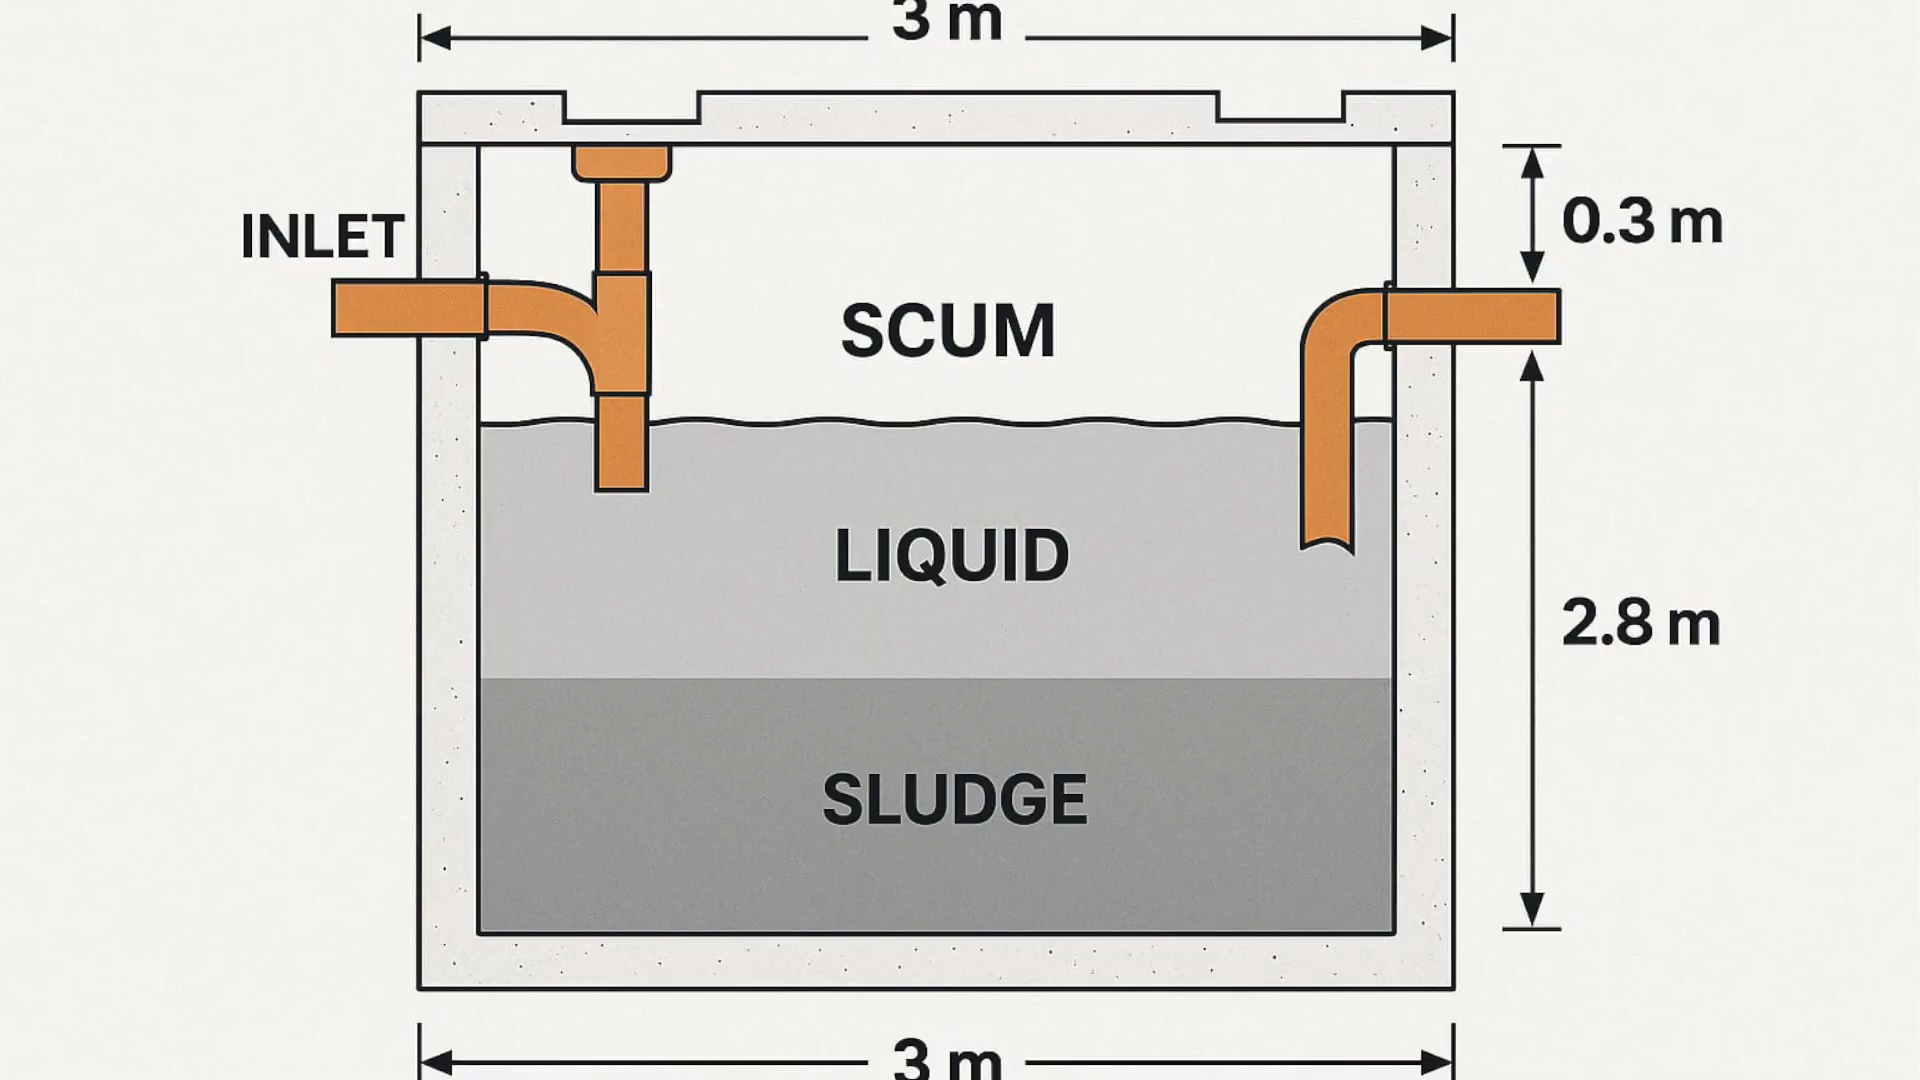 3 m
INLET
0.3 m
SCUM
LIQUID
2.8 m
SLUDGE
3 m